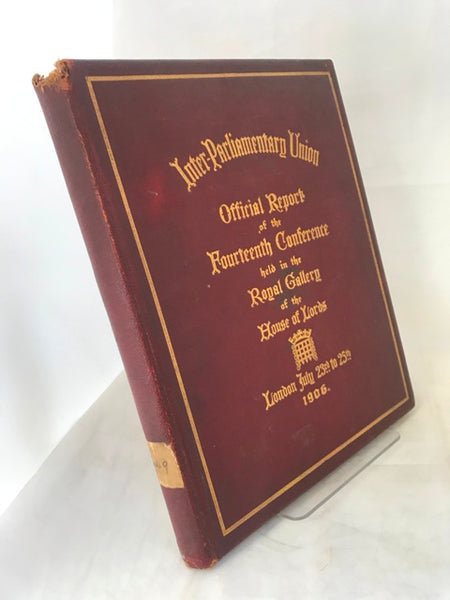 Inter-Parliamentary Union
Official Report
of the
Fourteenth Conference
held in the
Royal Gallery
of the
House of Lords
London July 23rd to 25th
1906.